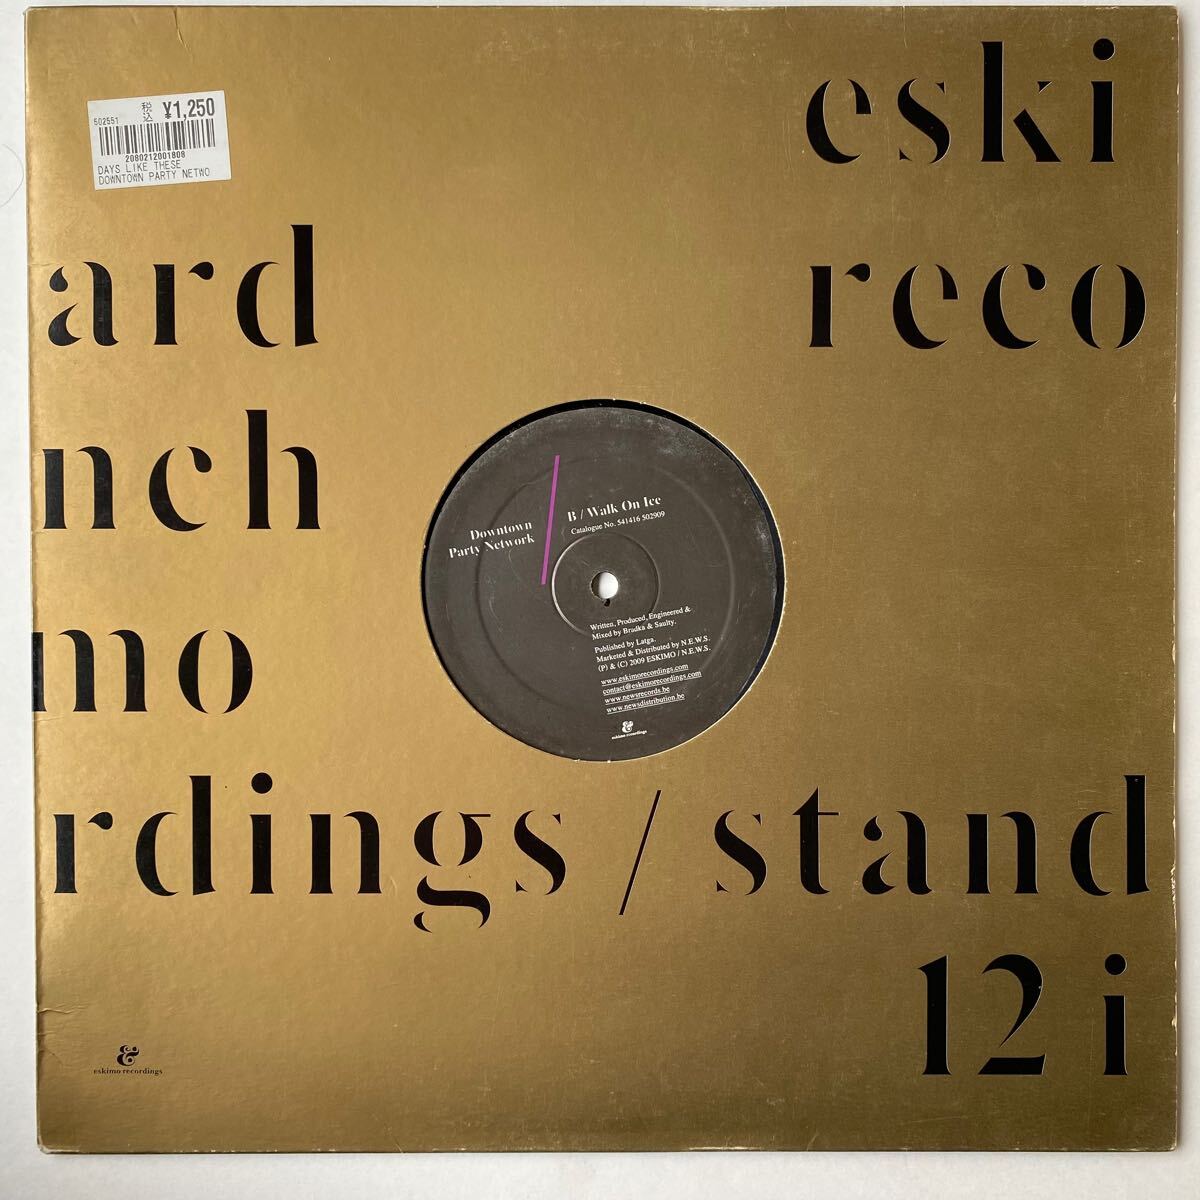 税込 ¥1,250
502551
2080212001808
DAYS LIKE THESE
DOWNTOWN PARTY NETWO
eski
ard
reco
nch
mo
rdings / stand
12 i
Downtown
Party Network
B / Walk On Ice
Catalogue No. 541416 502909
Written, Produced, Engineered &
Mixed by Bradka & Saulty.
Published by Latga.
Marketed & Distributed by N.E.W.S.
(P) & (C) 2009 ESKIMO / N.E.W.S.
www.eskimorecordings.com
contact@eskimorecordings.com
www.newsrecords.be
www.newsdistribution.be
&
eskimo recordings
&
eskimo recordings